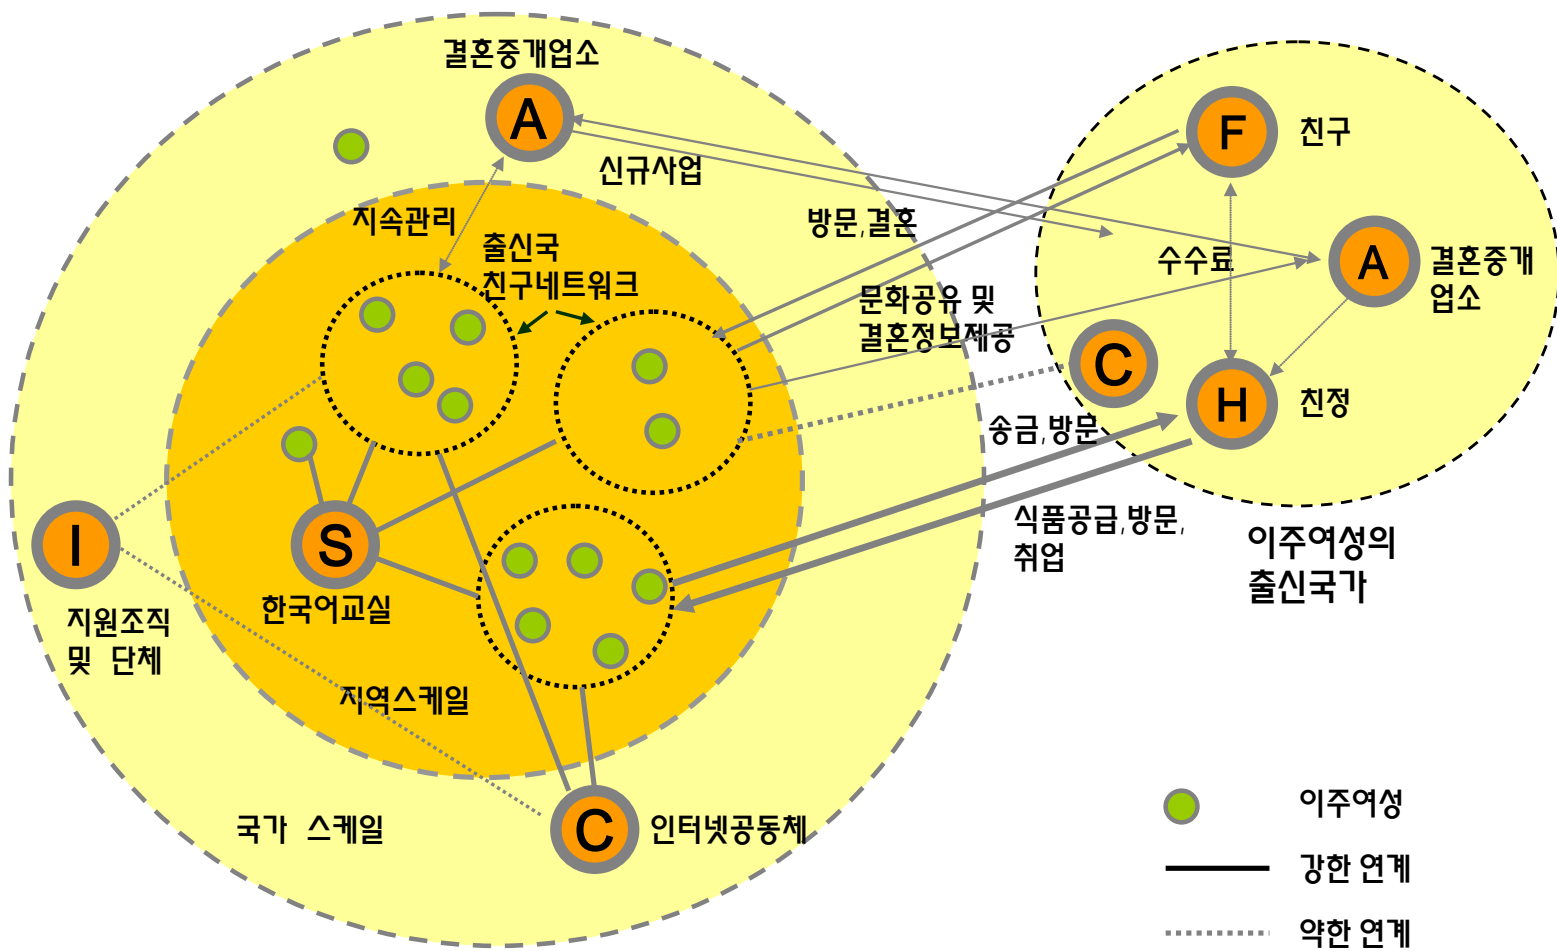 결혼중개업소
A
신규사업
지속관리
출신국
친구네트워크
방문,결혼
문화공유 및
결혼정보제공
F
친구
수수료
A
결혼중개
업소
C
H
친정
송금,방문
식품공급,방문,
취업
이주여성의
출신국가
I
지원조직
및 단체
S
한국어교실
지역스케일
국가 스케일
C
인터넷공동체
이주여성
강한 연계
약한 연계